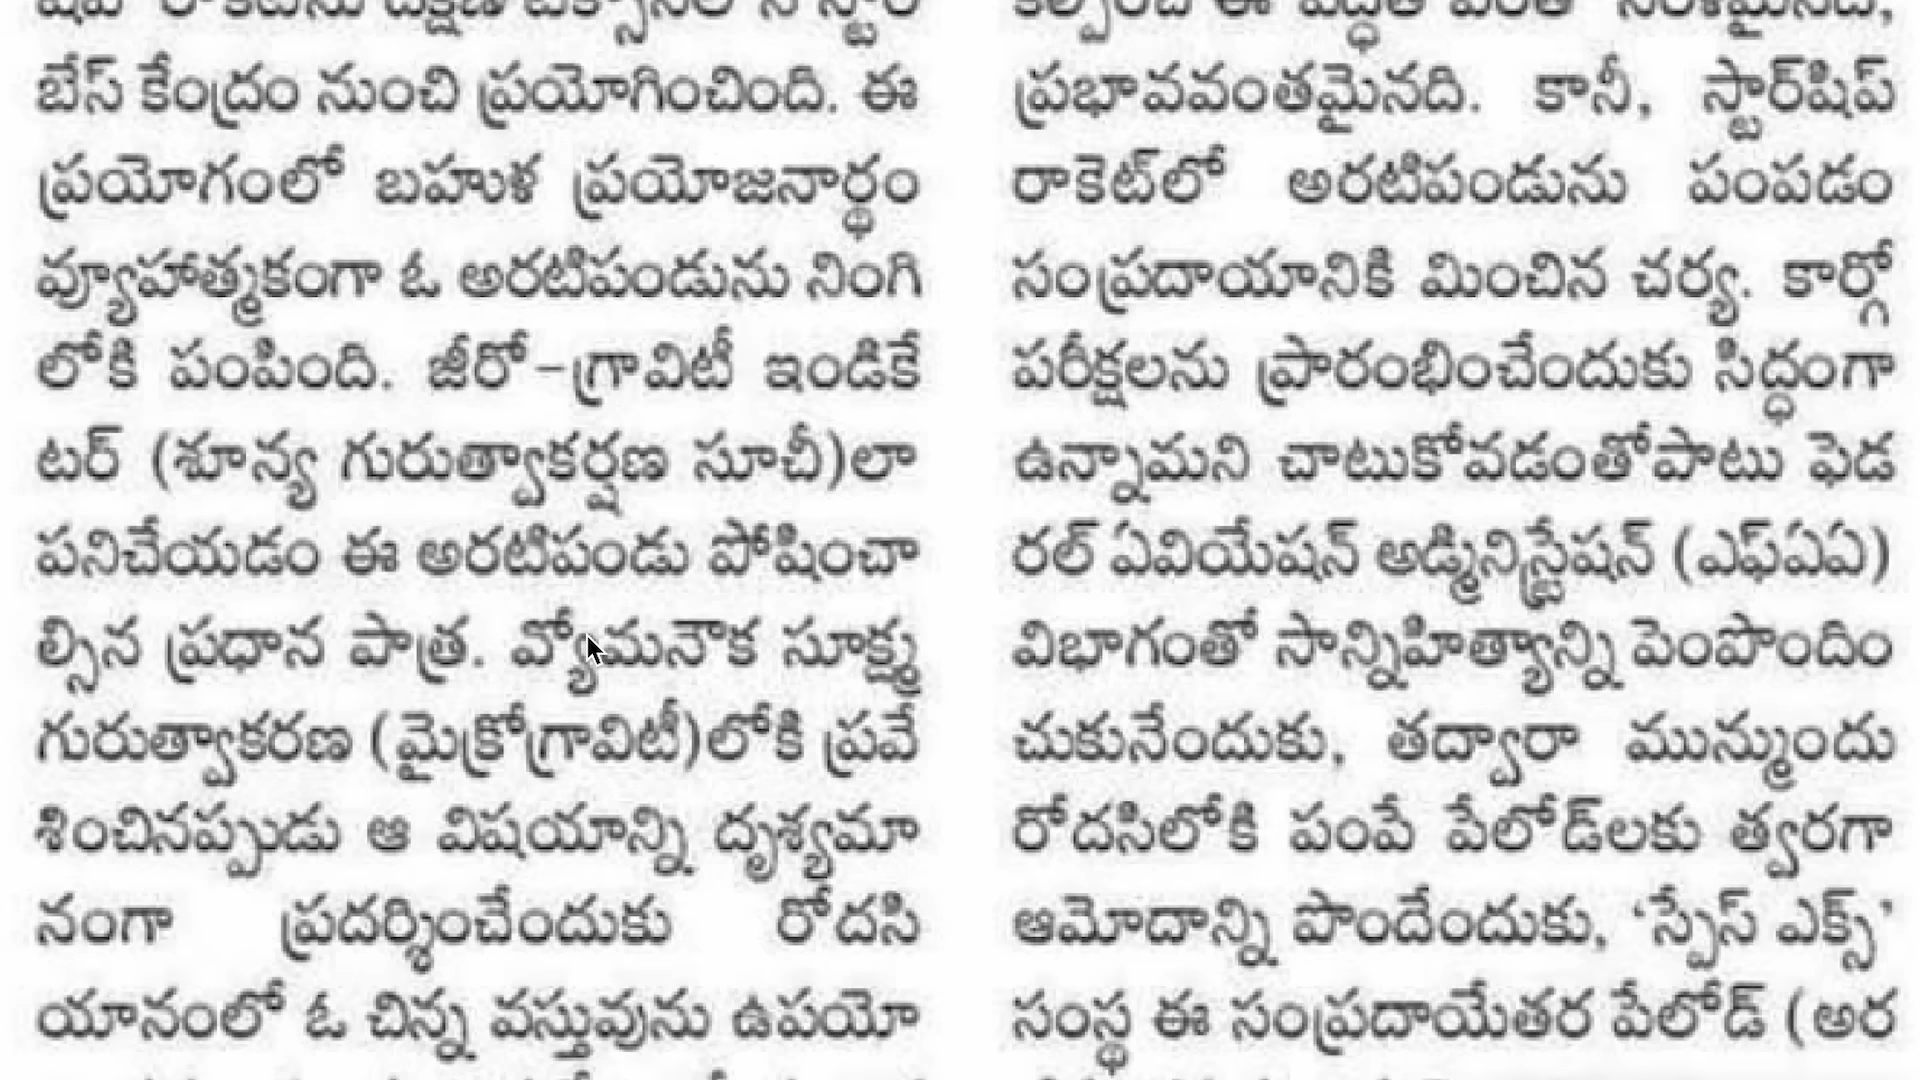 బేస్ కేంద్రం నుంచి ప్రయోగించింది. ఈ
ప్రయోగంలో బహుళ ప్రయోజనార్థం
వ్యూహాత్మకంగా ఓ అరటిపండును నింగి
లోకి పంపింది. జీరో-గ్రావిటీ ఇండికే
టర్ (శూన్య గురుత్వాకర్షణ సూచీ)లా
పనిచేయడం ఈ అరటిపండు పోషించా
ల్సిన ప్రధాన పాత్ర. వ్యోమనౌక సూక్ష్మ
గురుత్వాకరణ (మైక్రోగ్రావిటీ)లోకి ప్రవే
శించినప్పుడు ఆ విషయాన్ని దృశ్యమా
నంగా ప్రదర్శించేందుకు రోదసి
యానంలో ఓ చిన్న వస్తువును ఉపయో
ప్రభావవంతమైనది. కానీ, స్టార్‌షిప్
రాకెట్‌లో అరటిపండును పంపడం
సంప్రదాయానికి మించిన చర్య. కార్గో
పరీక్షలను ప్రారంభించేందుకు సిద్ధంగా
ఉన్నామని చాటుకోవడంతోపాటు ఫెడ
రల్ ఏవియేషన్ అడ్మినిస్ట్రేషన్ (ఎఫ్ఏఏ)
విభాగంతో సాన్నిహిత్యాన్ని పెంపొందిం
చుకునేందుకు, తద్వారా మున్ముందు
రోదసిలోకి పంపే పేలోడ్‌లకు త్వరగా
ఆమోదాన్ని పొందేందుకు, ‘స్పేస్ ఎక్స్’
సంస్థ ఈ సంప్రదాయేతర పేలోడ్ (అర